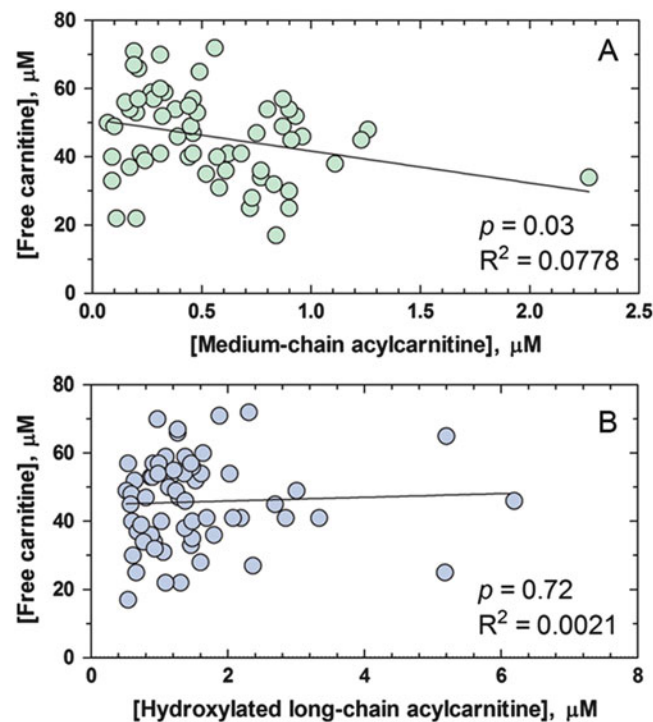 A
[Free carnitine], µM
80
60
40
20
0
p = 0.03
R² = 0.0778
0.0 0.5 1.0 1.5 2.0 2.5
[Medium-chain acylcarnitine], µM
B
[Free carnitine], µM
80
60
40
20
0
p = 0.72
R² = 0.0021
0 2 4 6 8
[Hydroxylated long-chain acylcarnitine], µM